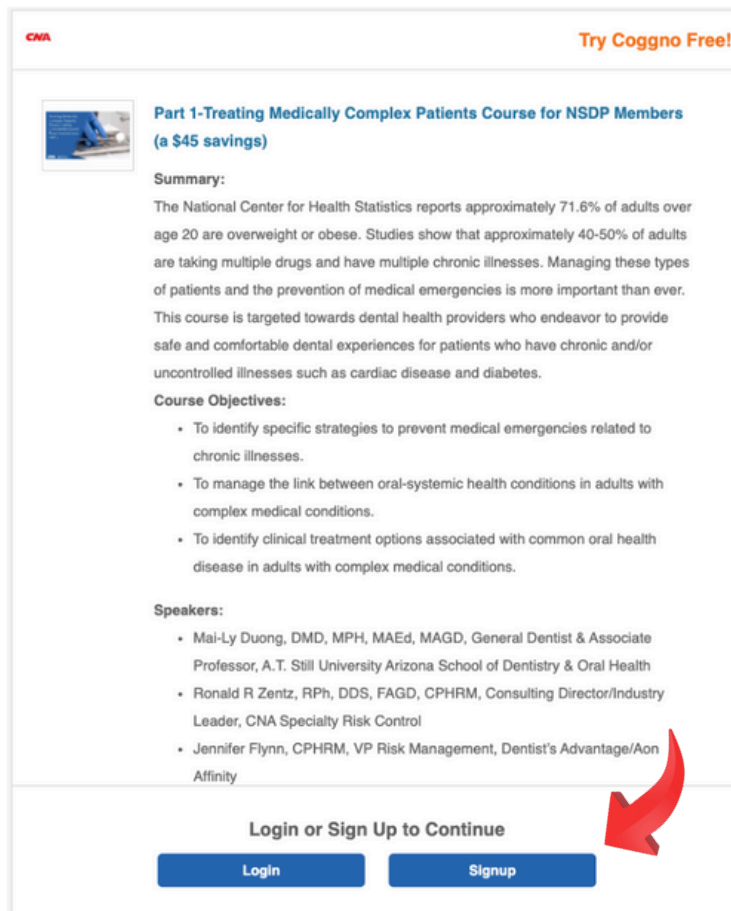 CNA
Try Coggno Free!
Part 1-Treating Medically Complex Patients Course for NSDP Members
(a $45 savings)
Summary:
The National Center for Health Statistics reports approximately 71.6% of adults over
age 20 are overweight or obese. Studies show that approximately 40-50% of adults
are taking multiple drugs and have multiple chronic illnesses. Managing these types
of patients and the prevention of medical emergencies is more important than ever.
This course is targeted towards dental health providers who endeavor to provide
safe and comfortable dental experiences for patients who have chronic and/or
uncontrolled illnesses such as cardiac disease and diabetes.
Course Objectives:
• To identify specific strategies to prevent medical emergencies related to
chronic illnesses.
• To manage the link between oral-systemic health conditions in adults with
complex medical conditions.
• To identify clinical treatment options associated with common oral health
disease in adults with complex medical conditions.
Speakers:
• Mai-Ly Duong, DMD, MPH, MAEd, MAGD, General Dentist & Associate
Professor, A.T. Still University Arizona School of Dentistry & Oral Health
• Ronald R Zentz, RPh, DDS, FAGD, CPHRM, Consulting Director/Industry
Leader, CNA Specialty Risk Control
• Jennifer Flynn, CPHRM, VP Risk Management, Dentist's Advantage/Aon
Affinity
Login or Sign Up to Continue
Login
Signup